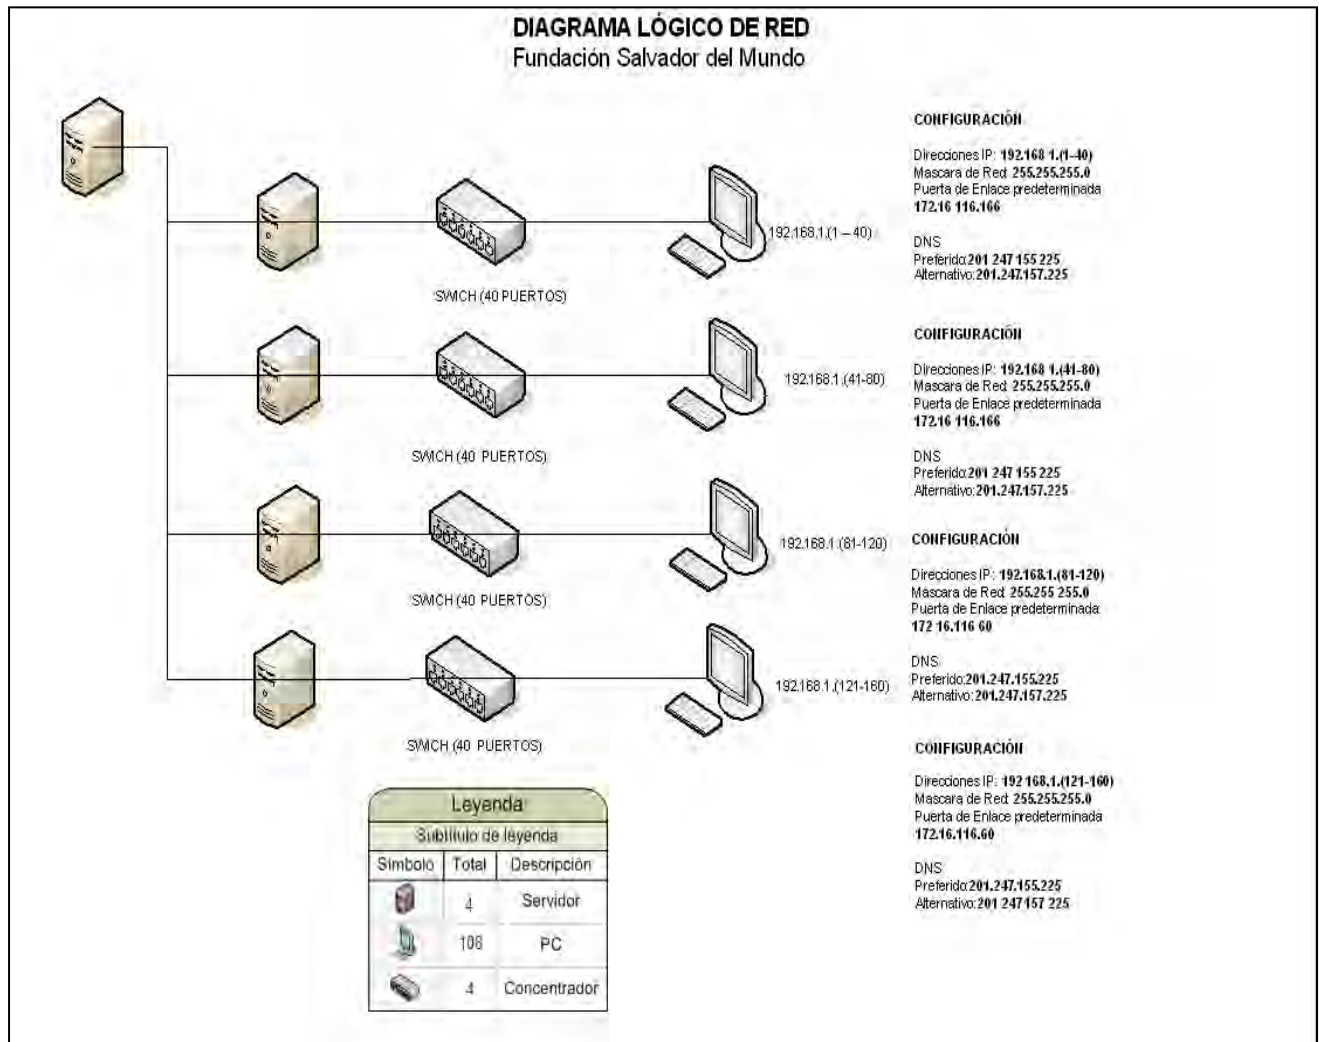 DIAGRAMA LÓGICO DE RED
Fundación Salvador del Mundo
192.168.1.(1 – 40)
SWICH (40 PUERTOS)
192.168.1.(41-80)
SWICH (40 PUERTOS)
192.168.1.(81-120)
SWICH (40 PUERTOS)
192.168.1.(121-160)
SWICH (40 PUERTOS)
CONFIGURACIÓN
Direcciones IP: 192.168 1.(1-40)
Mascara de Red: 255.255.255.0
Puerta de Enlace predeterminada
172.16 116.166
DNS
Preferido:201 247 155 225
Alternativo:201.247.157.225
CONFIGURACIÓN
Direcciones IP: 192.168 1.(41-80)
Mascara de Red: 255.255.255.0
Puerta de Enlace predeterminada
172.16 116.166
DNS
Preferido:201 247 155 225
Alternativo:201.247.157.225
CONFIGURACIÓN
Direcciones IP: 192.168.1.(81-120)
Mascara de Red: 255.255 255.0
Puerta de Enlace predeterminada:
172 16.116 60
DNS
Preferido:201.247.155.225
Alternativo:201.247.157.225
CONFIGURACIÓN
Direcciones IP: 192 168.1.(121-160)
Mascara de Red: 255.255.255.0
Puerta de Enlace predeterminada
172.16.116.60
DNS
Preferido:201.247.155.225
Alternativo:201 247 157 225
Leyenda
Subtítulo de leyenda
Símbolo Total Descripción
4 Servidor
108 PC
4 Concentrador